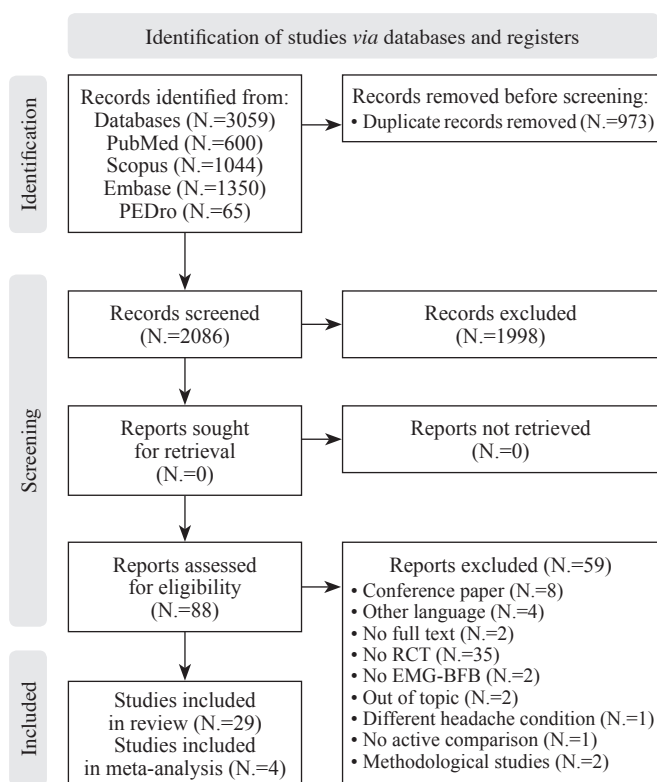 Identification of studies via databases and registers
Identification
Records identified from:
Databases (N.=3059)
PubMed (N.=600)
Scopus (N.=1044)
Embase (N.=1350)
PEDro (N.=65)
Records removed before screening:
• Duplicate records removed (N.=973)
Screening
Records screened
(N.=2086)
Records excluded
(N.=1998)
Reports sought
for retrieval
(N.=0)
Reports not retrieved
(N.=0)
Reports assessed
for eligibility
(N.=88)
Reports excluded (N.=59)
• Conference paper (N.=8)
• Other language (N.=4)
• No full text (N.=2)
• No RCT (N.=35)
• No EMG-BFB (N.=2)
• Out of topic (N.=2)
• Different headache condition (N.=1)
• No active comparison (N.=1)
• Methodological studies (N.=2)
Included
Studies included
in review (N.=29)
Studies included
in meta-analysis (N.=4)